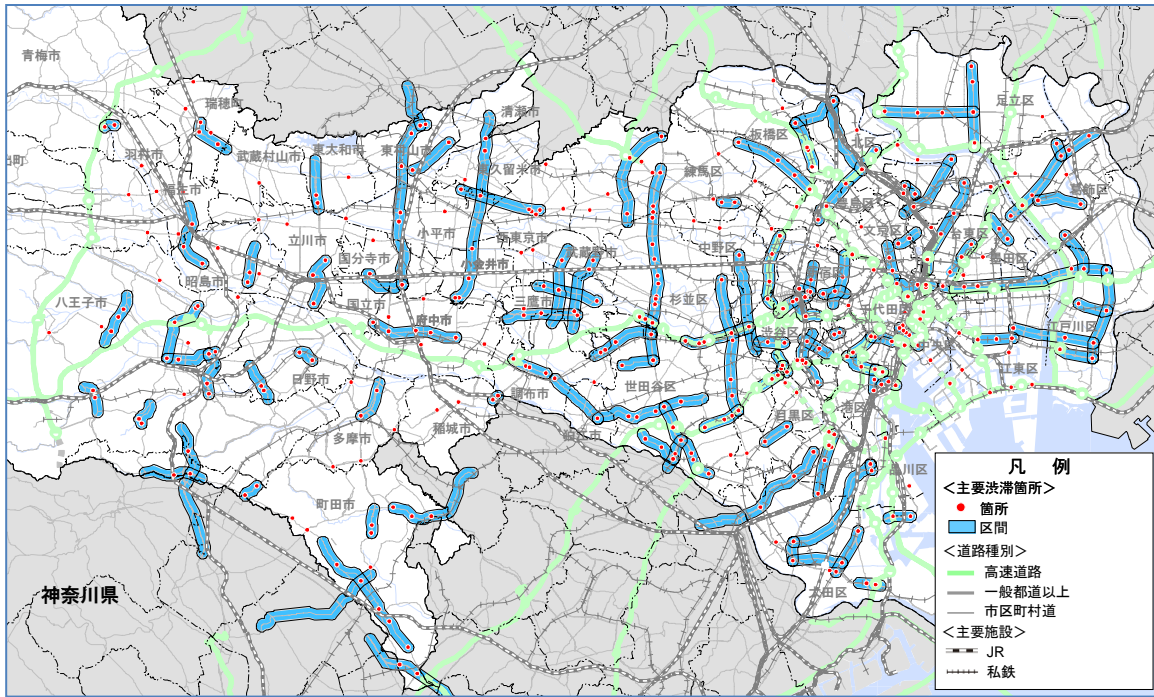 青梅市
瑞穂町
清瀬市
足立区
羽村市
武蔵村山市
東大和市
東村山市
東久留米市
板橋区
北区
練馬区
葛飾区
福生市
豊島区
文京区
台東区
墨田区
立川市
小平市
西東京市
武蔵野市
中野区
新宿区
国分寺市
小金井市
昭島市
八王子市
国立市
府中市
三鷹市
杉並区
渋谷区
千代田区
中央区
江戸川区
江東区
日野市
調布市
世田谷区
目黒区
港区
多摩市
稲城市
狛江市
品川区
町田市
大田区
神奈川県
凡 例
＜主要渋滞箇所＞
箇所
区間
＜道路種別＞
高速道路
一般都道以上
市区町村道
＜主要施設＞
JR
私鉄